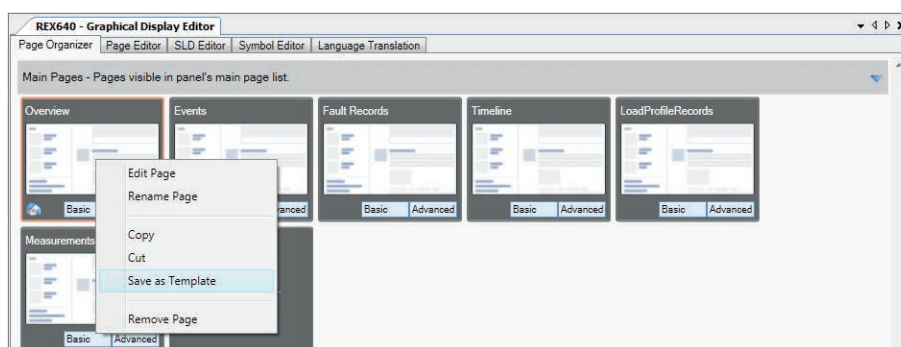 REX640 - Graphical Display Editor
Page Organizer Page Editor SLD Editor Symbol Editor Language Translation
Main Pages - Pages visible in panel's main page list.
Overview Events Fault Records Timeline LoadProfileRecords
Edit Page
Rename Page
Copy
Cut
Save as Template
Remove Page
Basic Basic Advanced Basic Advanced Basic Advanced
Measurements
Basic Advanced